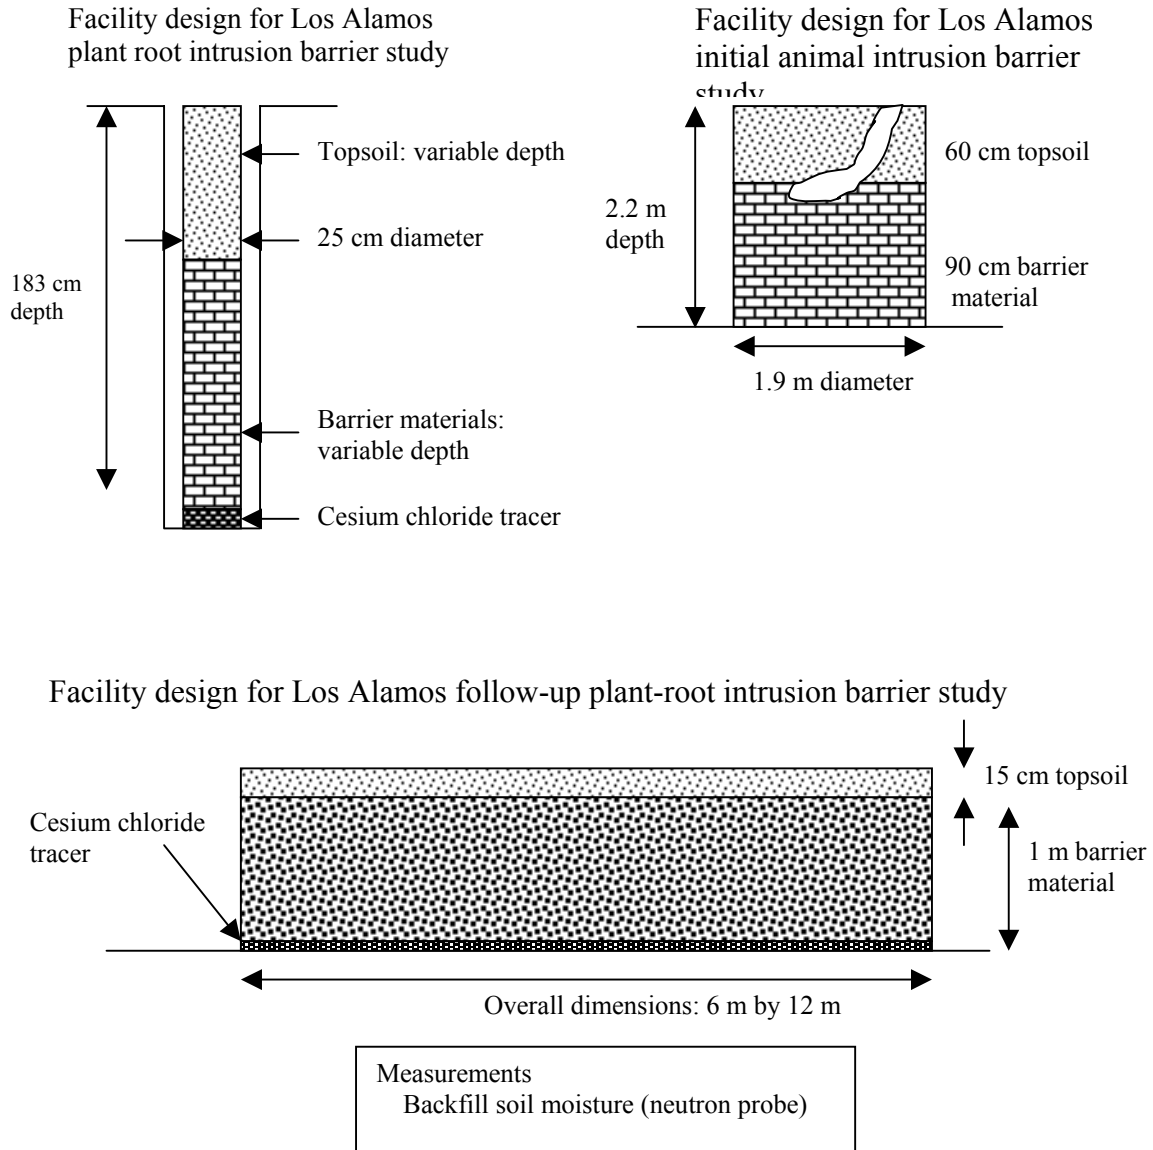 Facility design for Los Alamos
plant root intrusion barrier study
Facility design for Los Alamos
initial animal intrusion barrier
study
Topsoil: variable depth
25 cm diameter
183 cm
depth
Barrier materials:
variable depth
Cesium chloride tracer
60 cm topsoil
2.2 m
depth
90 cm barrier
material
1.9 m diameter
Facility design for Los Alamos follow-up plant-root intrusion barrier study
15 cm topsoil
Cesium chloride
tracer
1 m barrier
material
Overall dimensions: 6 m by 12 m
Measurements
Backfill soil moisture (neutron probe)